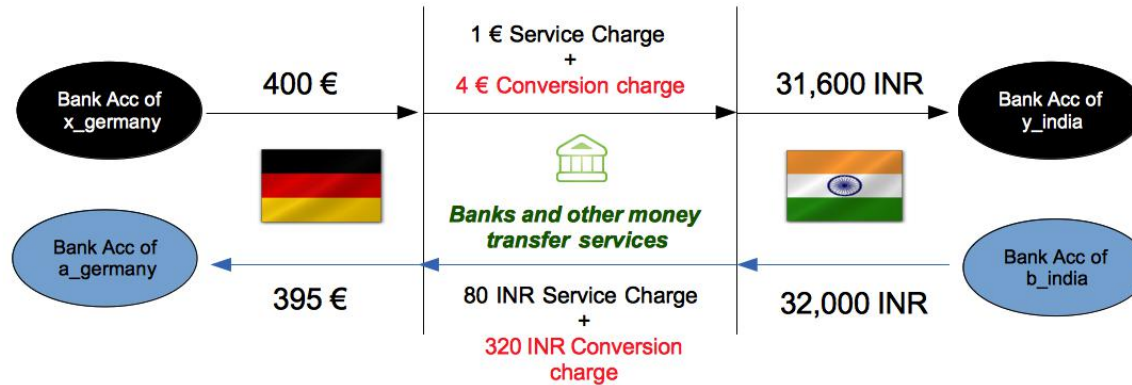 1 € Service Charge
+
4 € Conversion charge
Bank Acc of
x_germany
400 €
31,600 INR
Bank Acc of
y_india
Banks and other money
transfer services
Bank Acc of
a_germany
395 €
80 INR Service Charge
+
320 INR Conversion
charge
32,000 INR
Bank Acc of
b_india